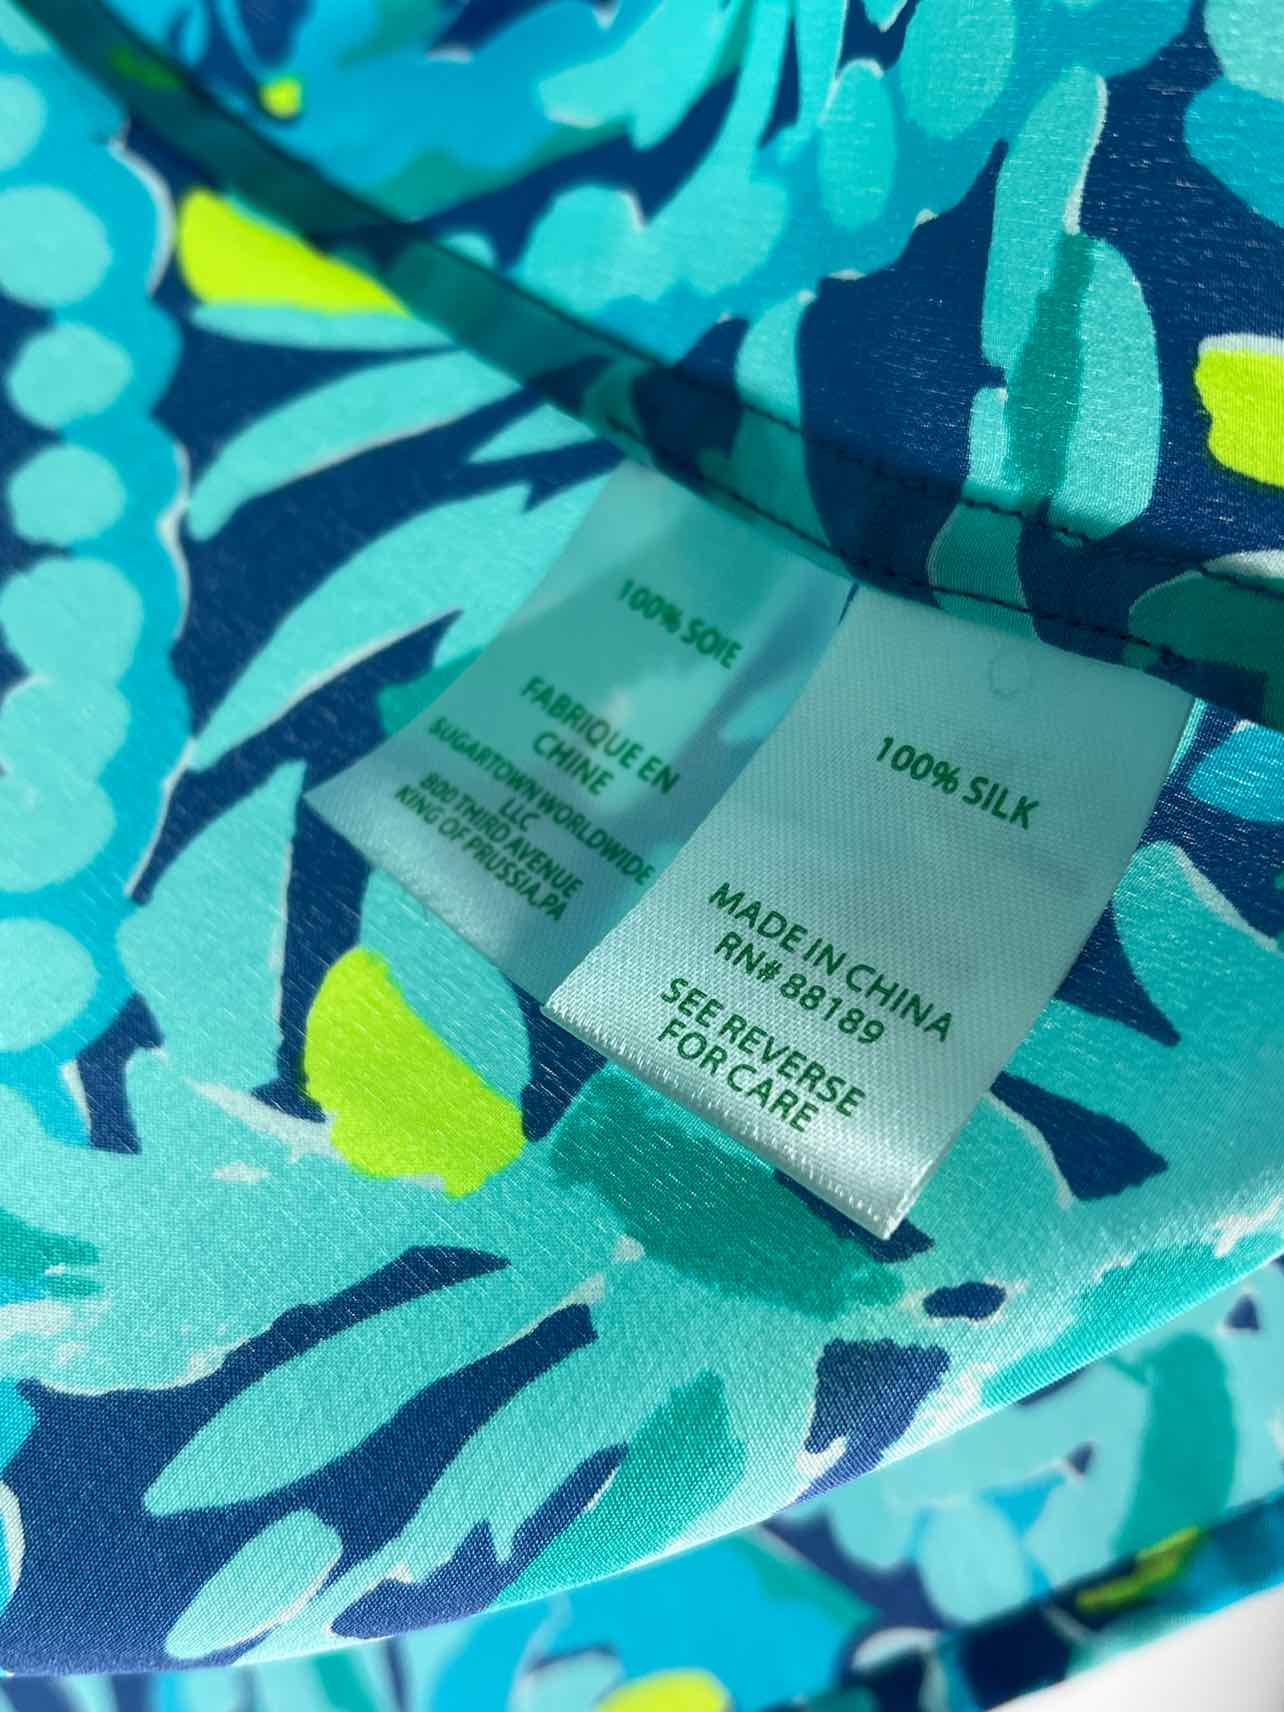 100% SOIE
FABRIQUE EN
CHINE
SUGARTOWN WORLDWIDE
LLC
800 THIRD AVENUE
KING OF PRUSSIA,PA
100% SILK
MADE IN CHINA
RN# 88189
SEE REVERSE
FOR CARE